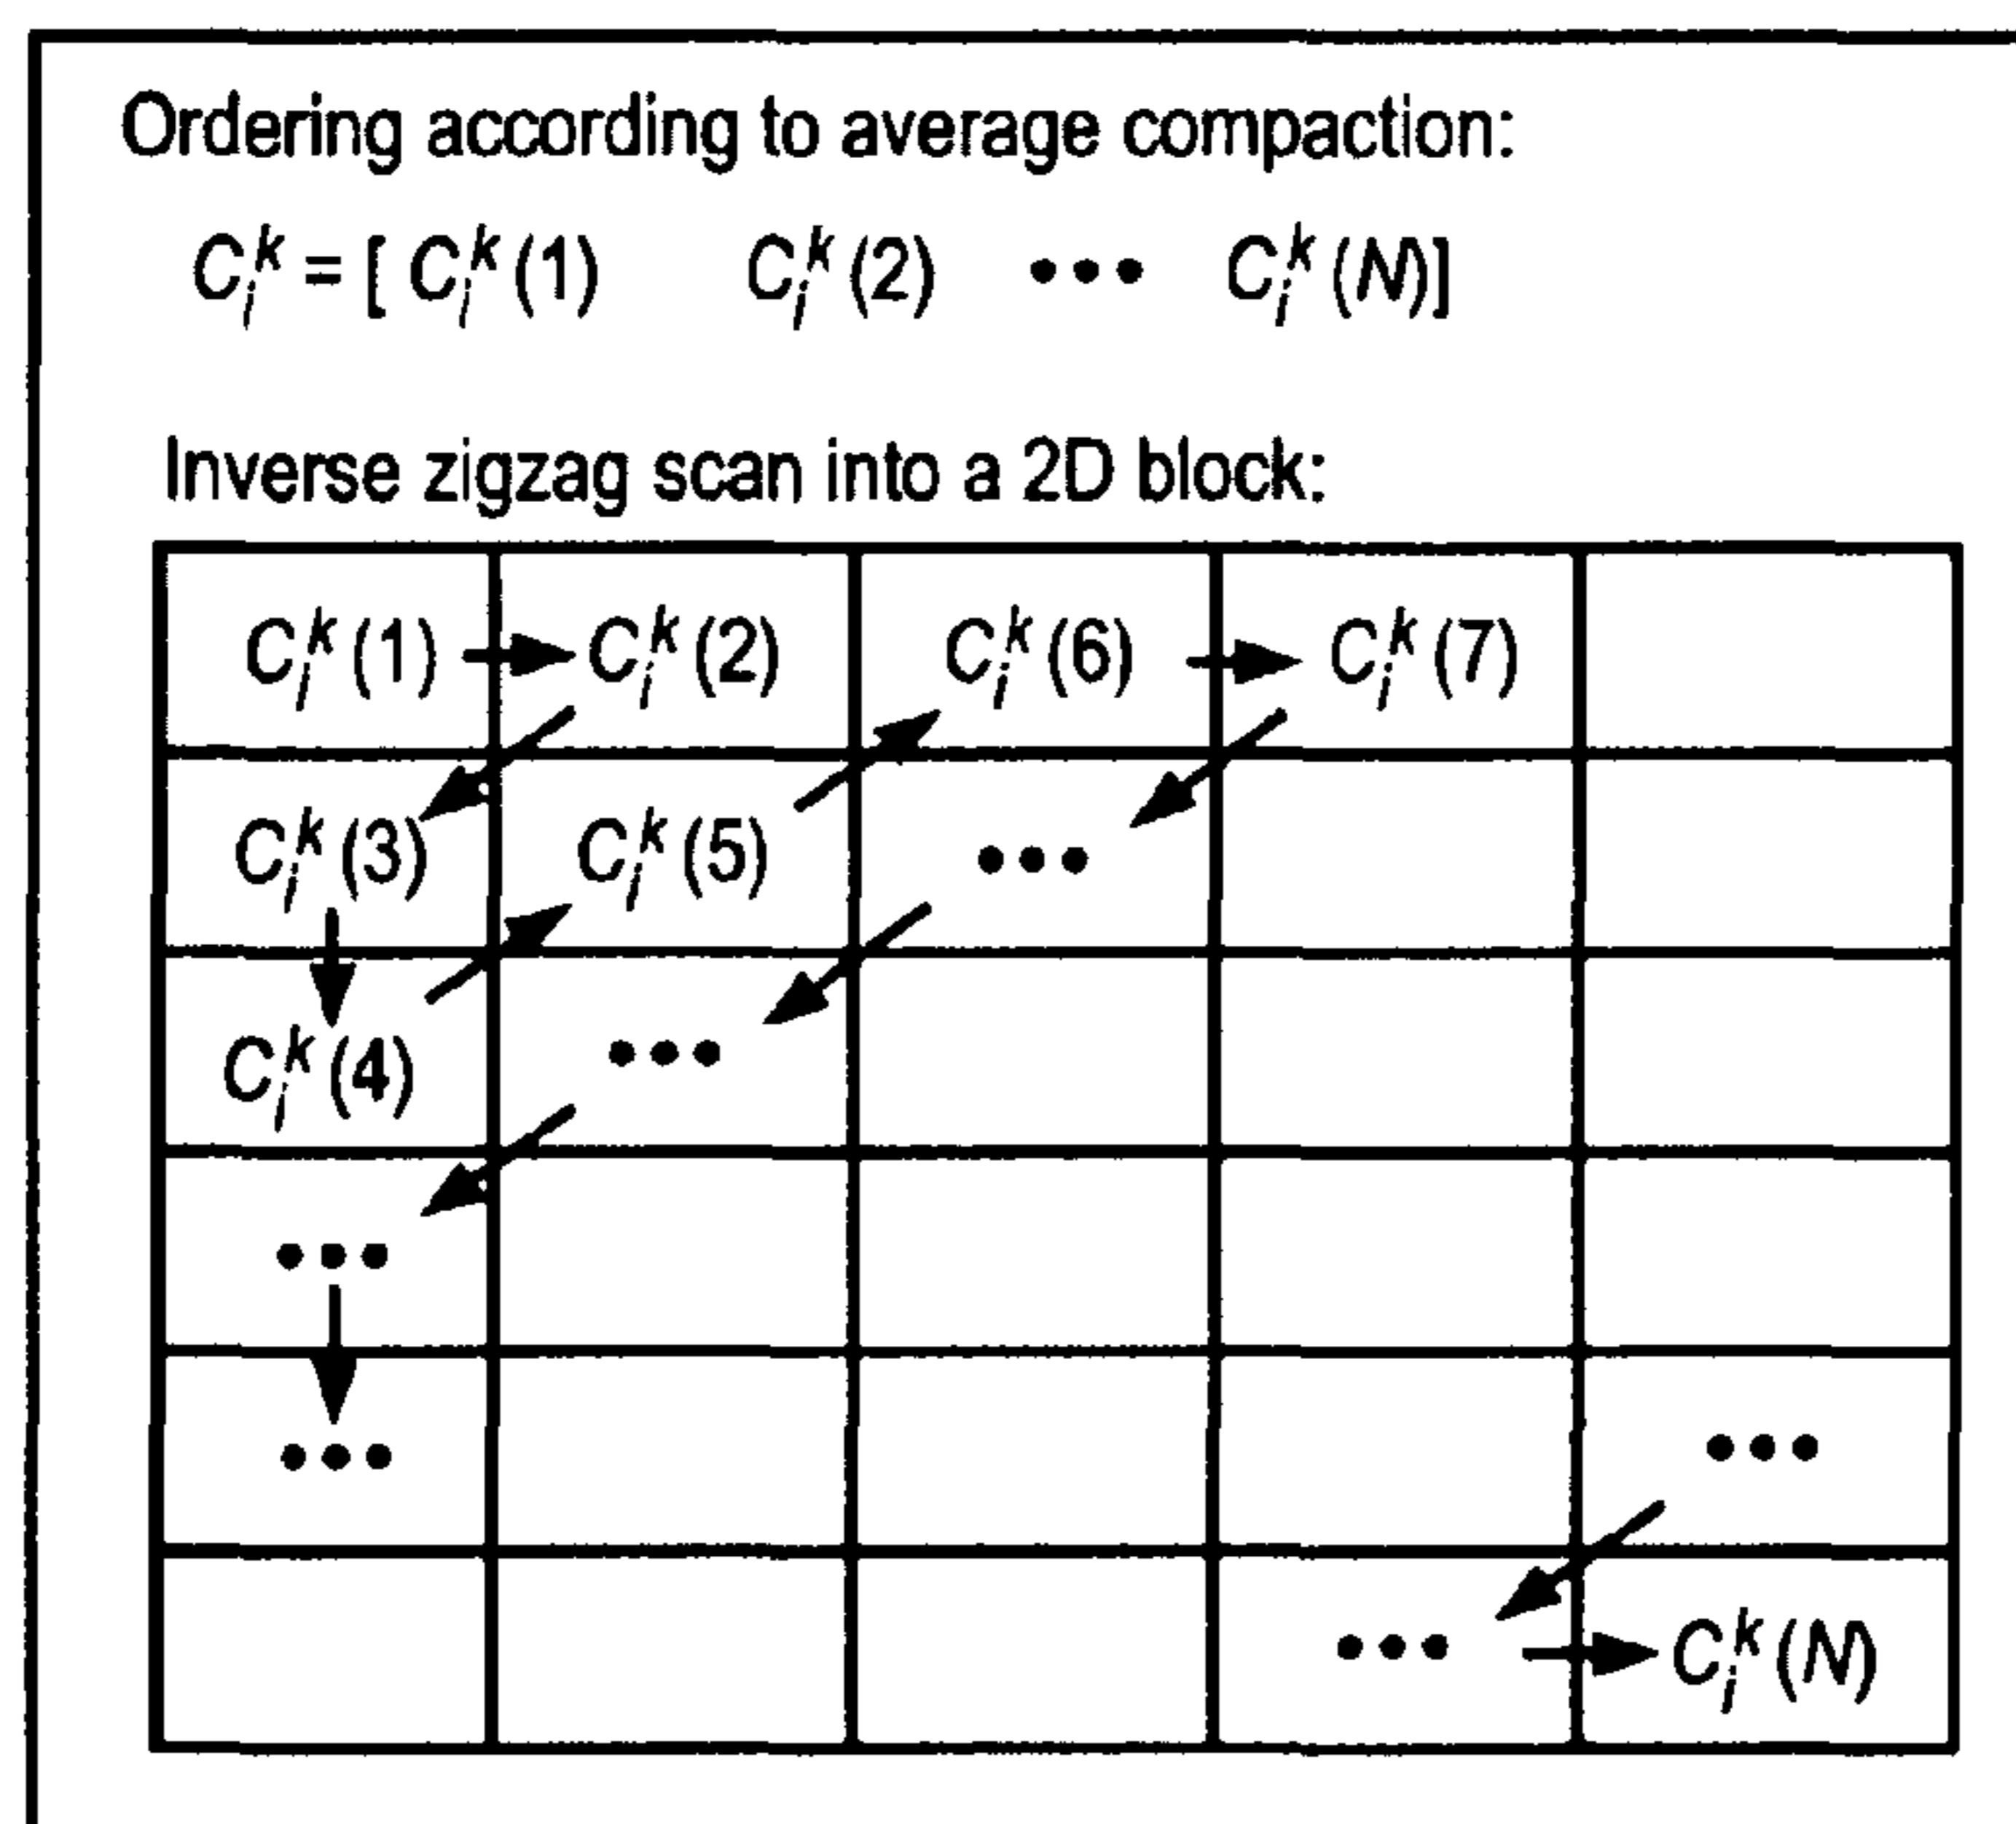 Ordering according to average compaction:
C_i^k = [ C_i^k(1) C_i^k(2) ••• C_i^k(N)]
Inverse zigzag scan into a 2D block:
C_i^k(1) → C_i^k(2) C_i^k(6) → C_i^k(7)
C_i^k(3) C_i^k(5) •••
C_i^k(4) •••
•••
••• •••
••• → C_i^k(N)